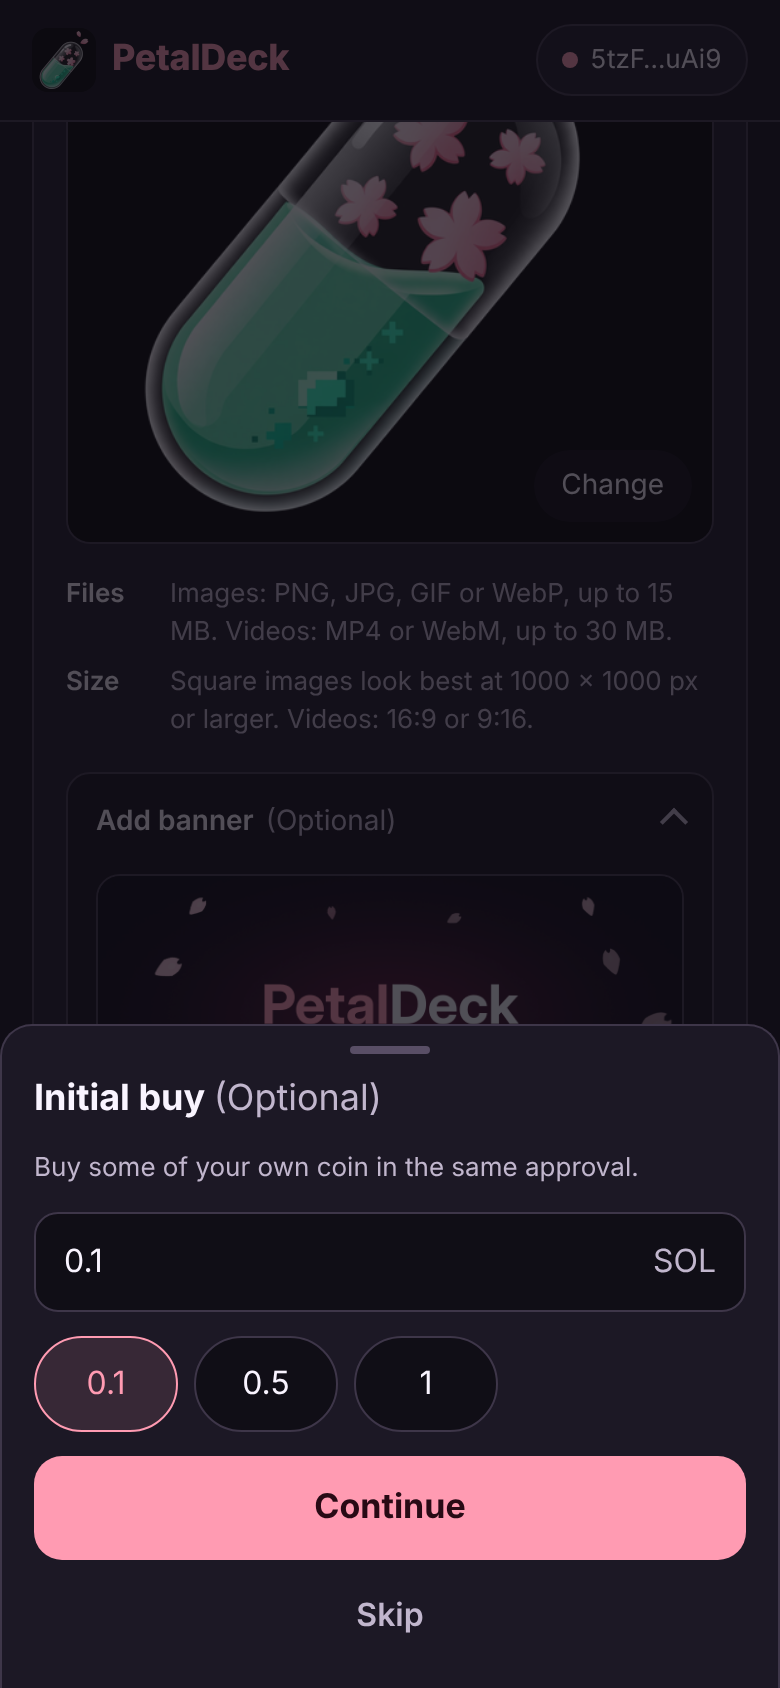 PetalDeck
5tzF...uAi9
Change
Files
Images: PNG, JPG, GIF or WebP, up to 15
MB. Videos: MP4 or WebM, up to 30 MB.
Size
Square images look best at 1000 × 1000 px
or larger. Videos: 16:9 or 9:16.
Add banner (Optional)
PetalDeck
Initial buy (Optional)
Buy some of your own coin in the same approval.
0.1 SOL
0.1 0.5 1
Continue
Skip